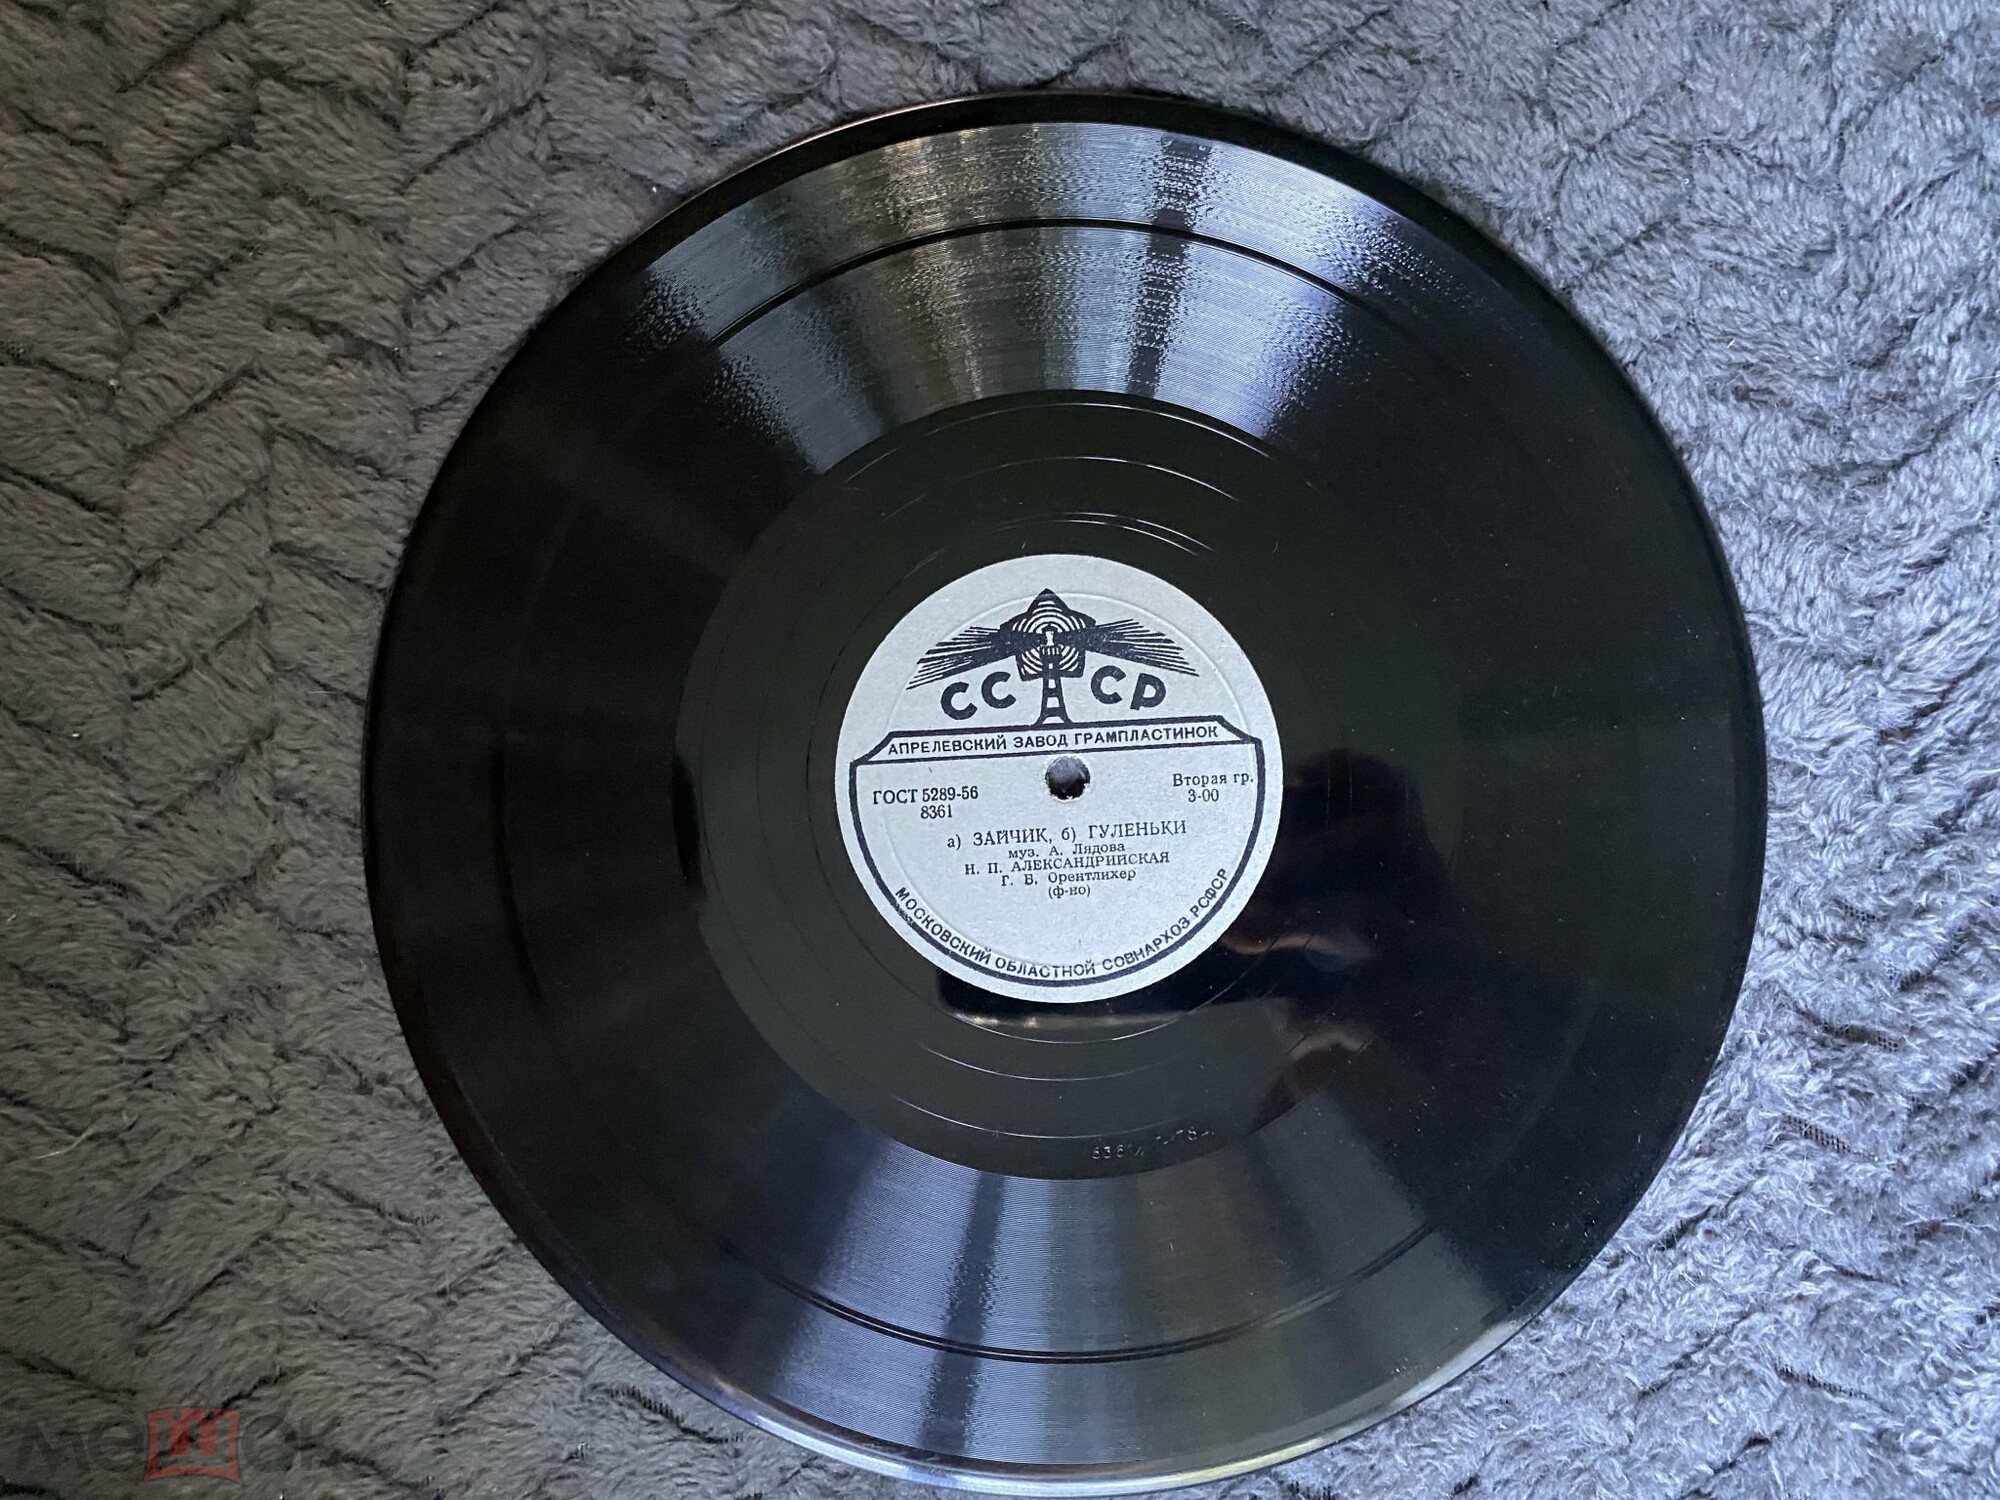 СССР
АПРЕЛЕВСКИЙ ЗАВОД ГРАМПЛАСТИНОК
ГОСТ 5289-56
8361
Вторая гр.
3-00
а) ЗАЙЧИК, б) ГУЛЕНЬКИ
муз. А. Лядова
Н. П. АЛЕКСАНДРИЙСКАЯ
Г. Б. Орентлихер
(ф-но)
МОСКОВСКИЙ ОБЛАСТНОЙ СОВНАРХОЗ РСФСР
мешок